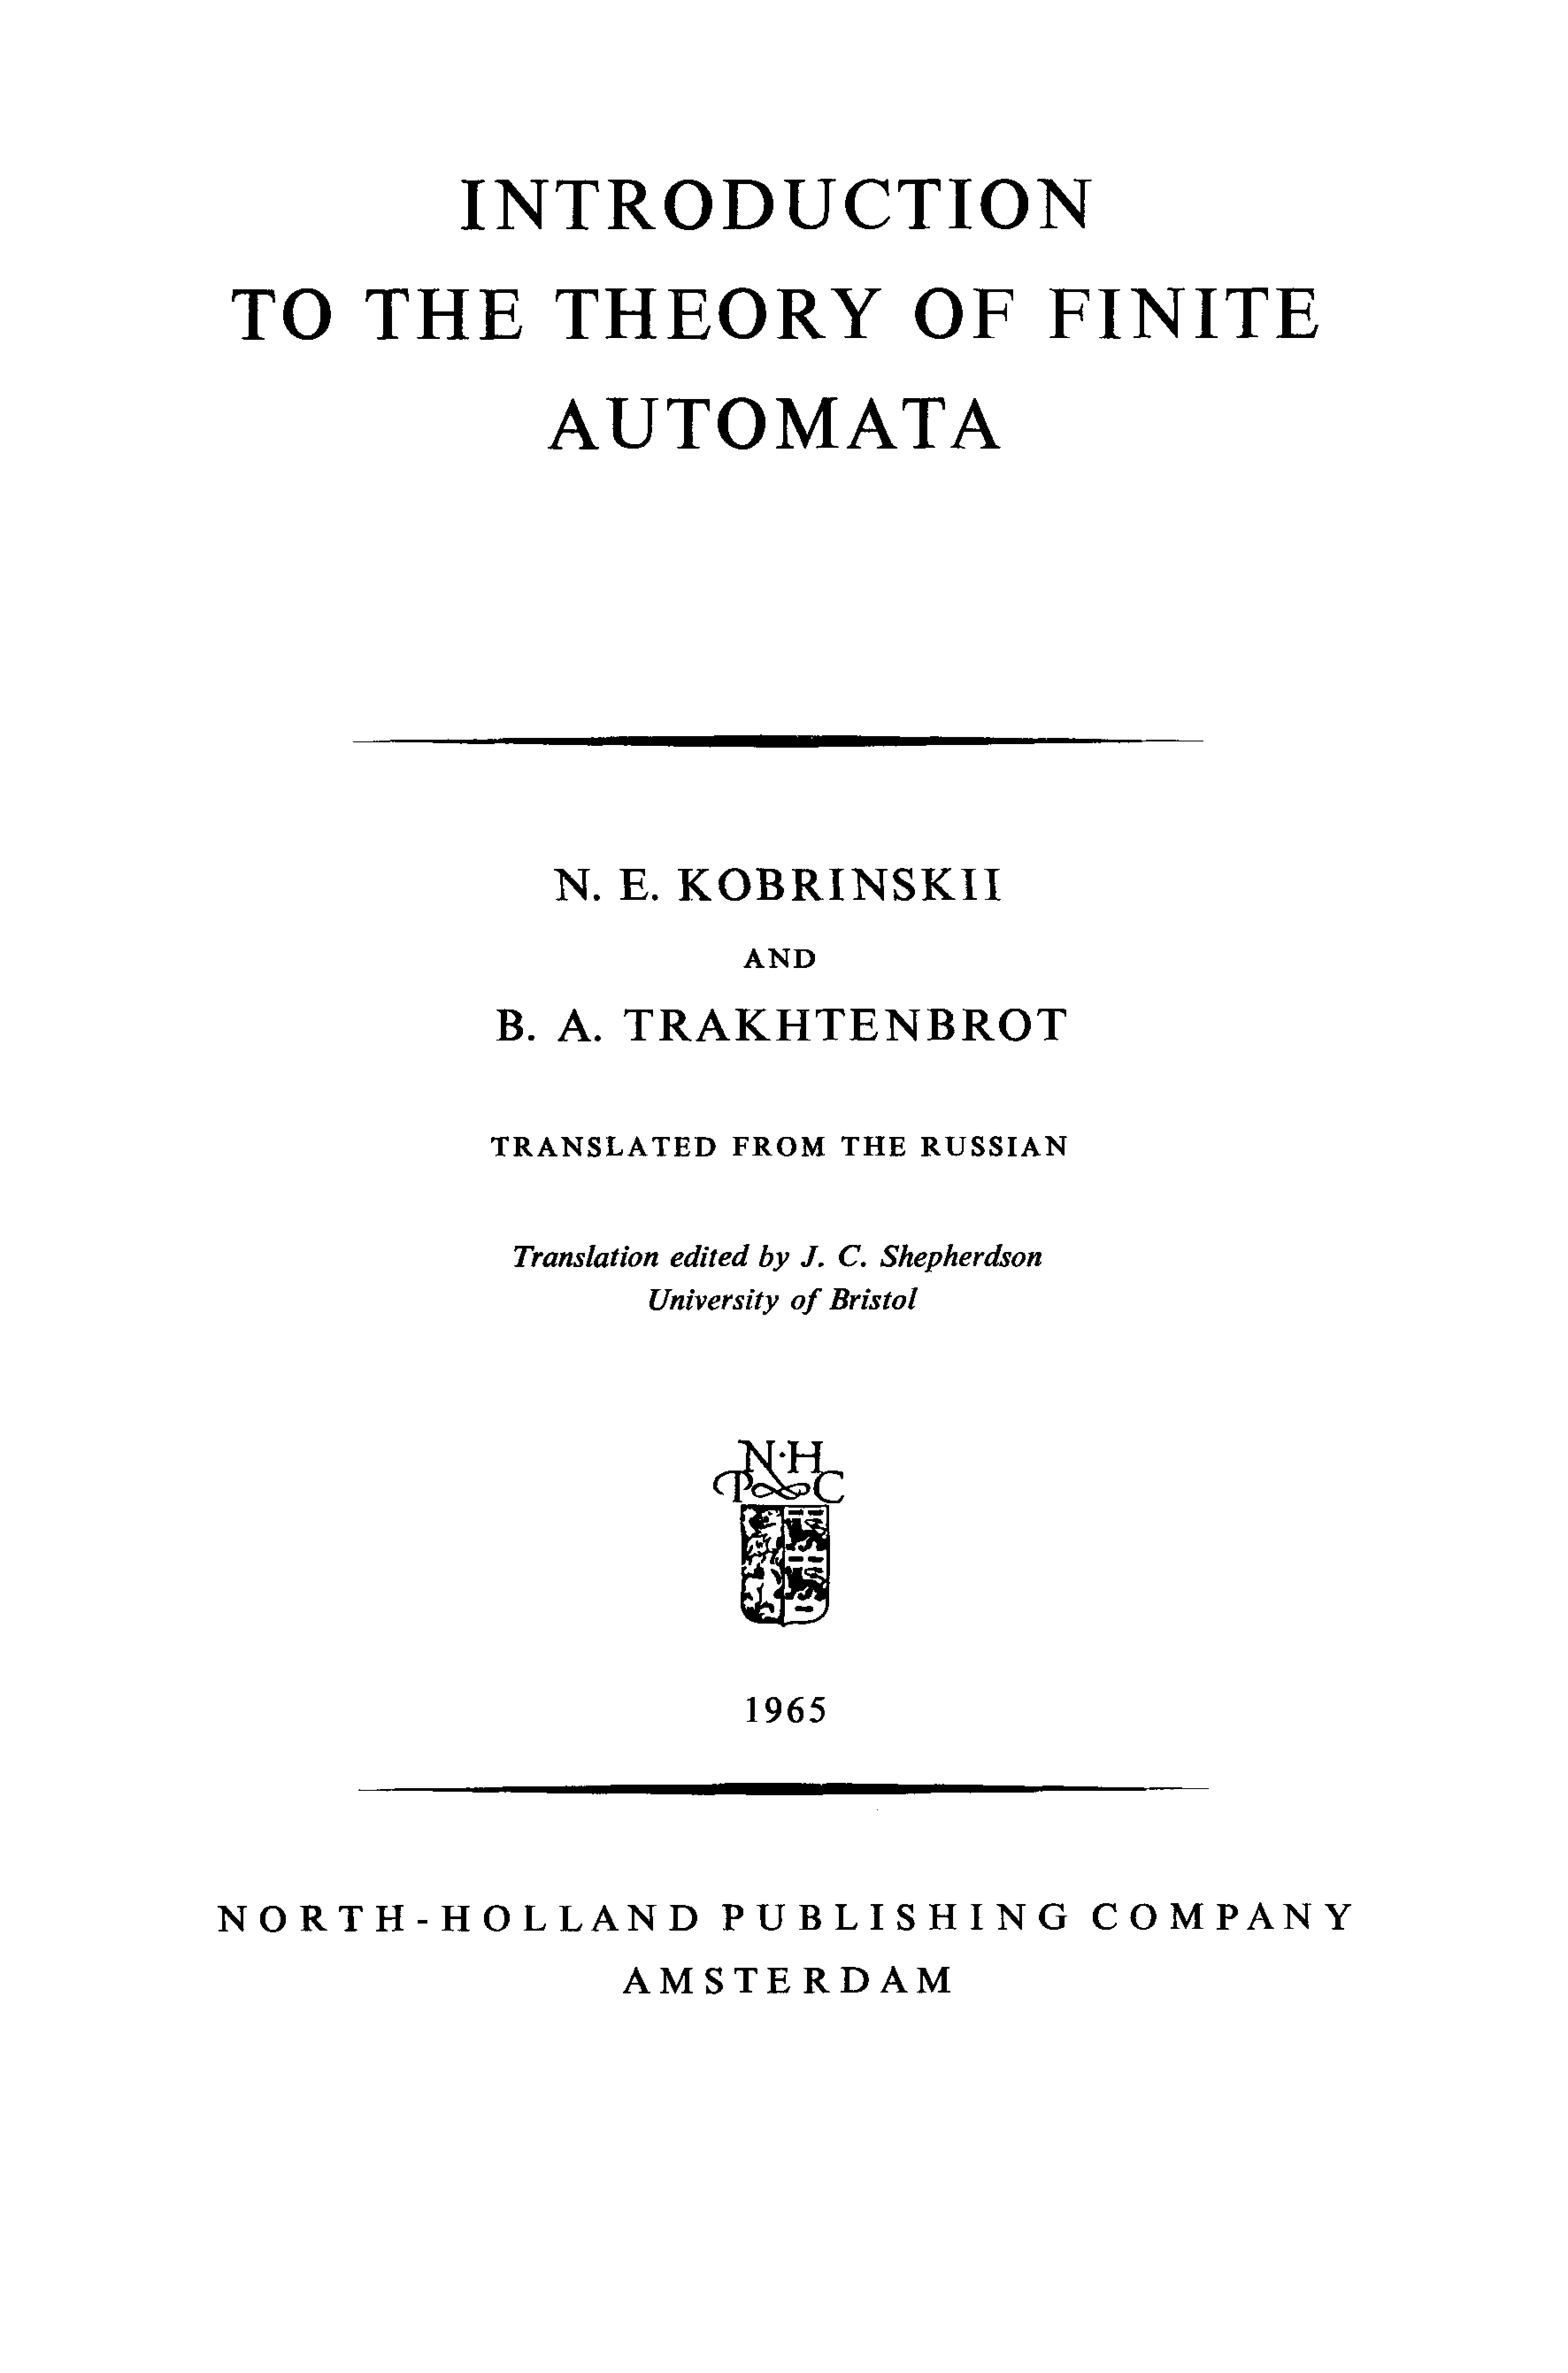 INTRODUCTION
TO THE THEORY OF FINITE
AUTOMATA
N. E. KOBRINSKII
AND
B. A. TRAKHTENBROT
TRANSLATED FROM THE RUSSIAN
Translation edited by J. C. Shepherdson
University of Bristol
N·H
P C
1965
NORTH-HOLLAND PUBLISHING COMPANY
AMSTERDAM